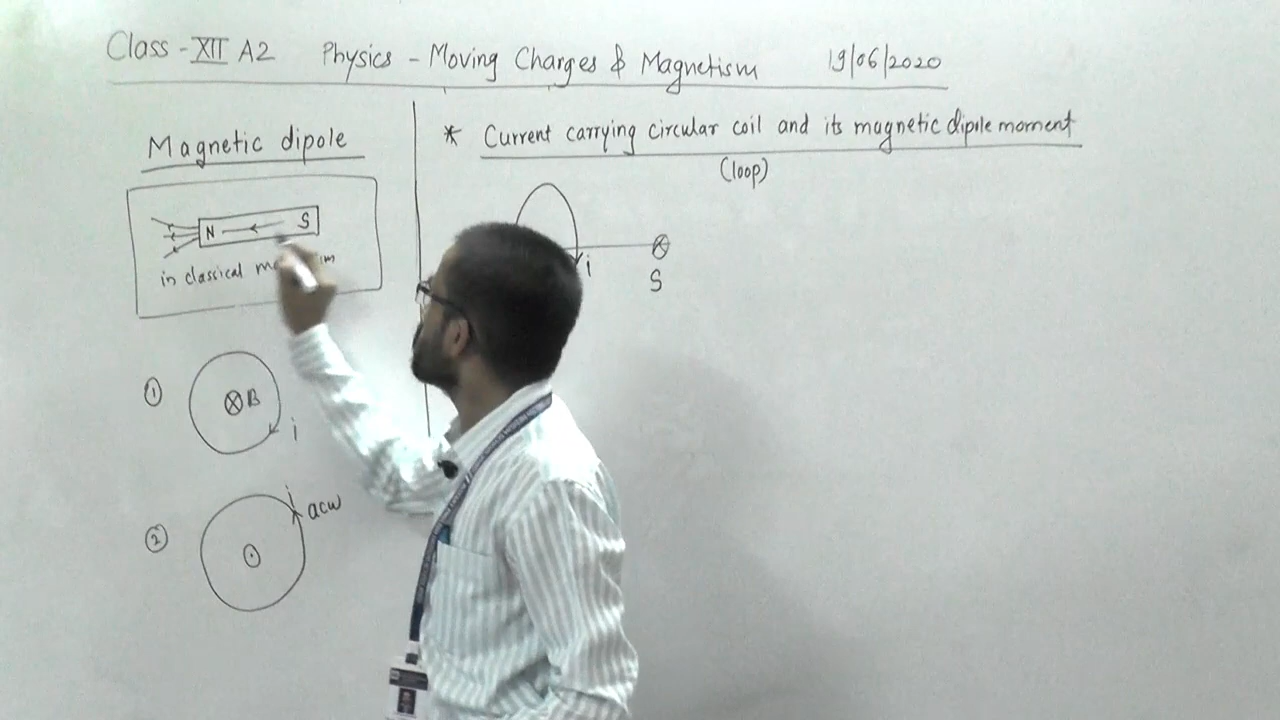 Class - XII A2 Physics - Moving Charges & Magnetism 19/06/2020
Magnetic dipole
N S
in classical
① B
i
② i
acw
* Current carrying circular coil and its magnetic dipile moment
(loop)
i
S